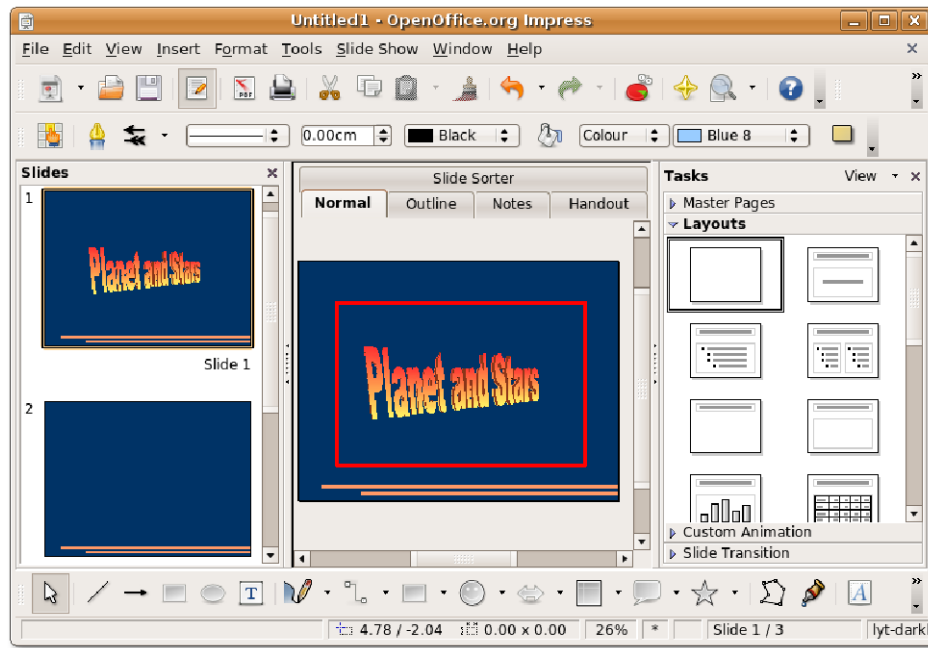 Untitled1 - OpenOffice.org Impress
File Edit View Insert Format Tools Slide Show Window Help
PDF
0.00cm Black Colour Blue 8
Slides
Slide Sorter
Tasks View
1
Normal Outline Notes Handout
Master Pages
Layouts
Planet and Stars
Planet and Stars
Slide 1
2
Custom Animation
Slide Transition
T
A
4.78 / -2.04 0.00 x 0.00 26% * Slide 1 / 3 lyt-dark